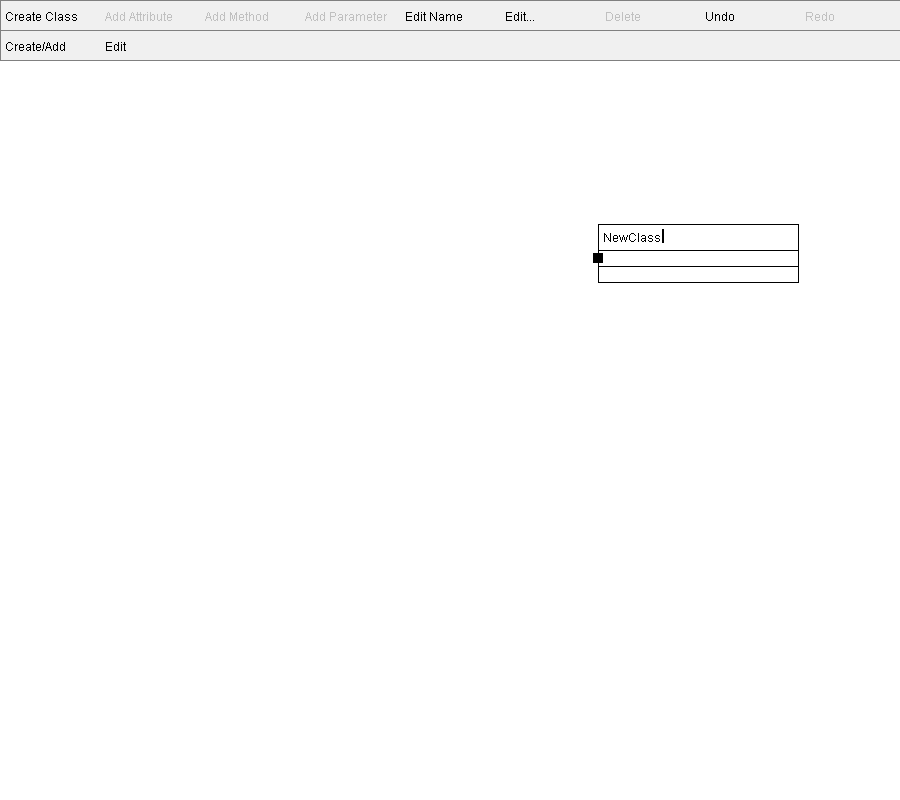 Create Class Add Attribute Add Method Add Parameter Edit Name Edit... Delete Undo Redo
Create/Add Edit
NewClass